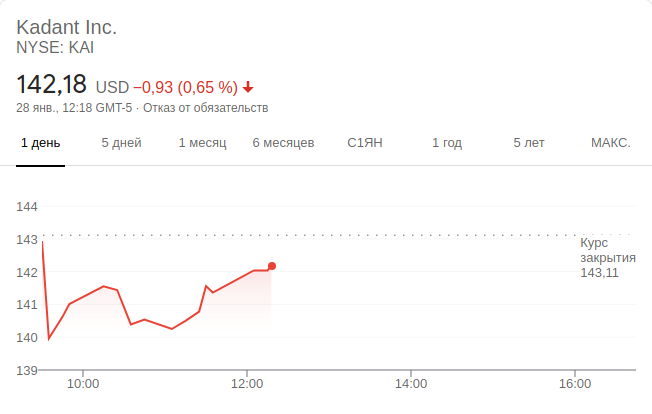 Kadant Inc.
NYSE: KAI
142,18 USD −0,93 (0,65 %)
28 янв., 12:18 GMT-5 · Отказ от обязательств
1 день 5 дней 1 месяц 6 месяцев С1ЯН 1 год 5 лет МАКС.
144
143
142
141
140
139
Курс
закрытия
143,11
10:00 12:00 14:00 16:00